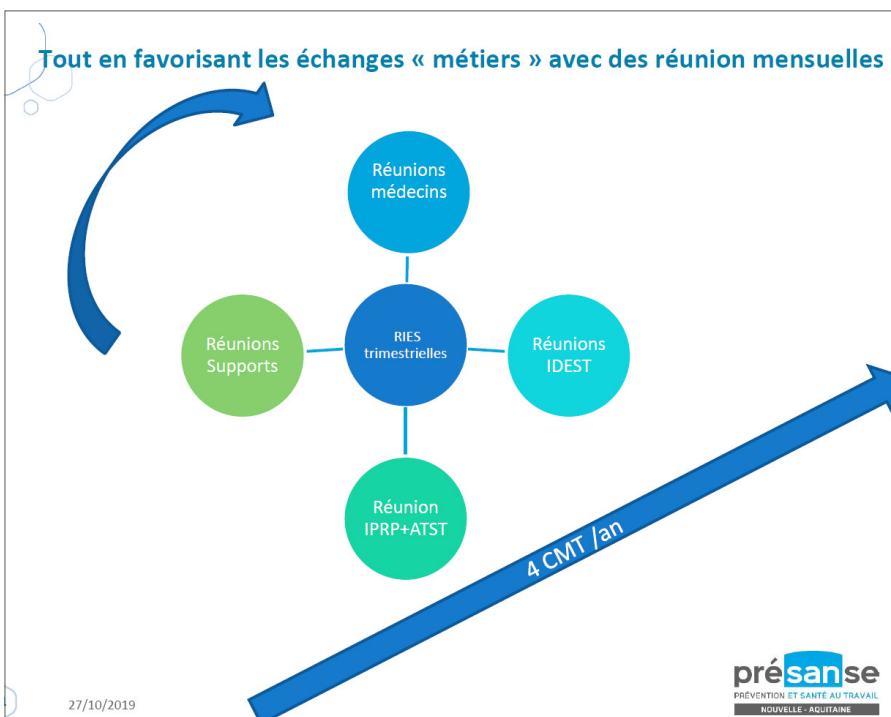 Tout en favorisant les échanges « métiers » avec des réunion mensuelles
Réunions
médecins
Réunions
Supports
RIES
trimestrielles
Réunions
IDEST
Réunion
IPRP+ATST
4 CMT /an
27/10/2019
présanse
PRÉVENTION ET SANTÉ AU TRAVAIL
NOUVELLE - AQUITAINE